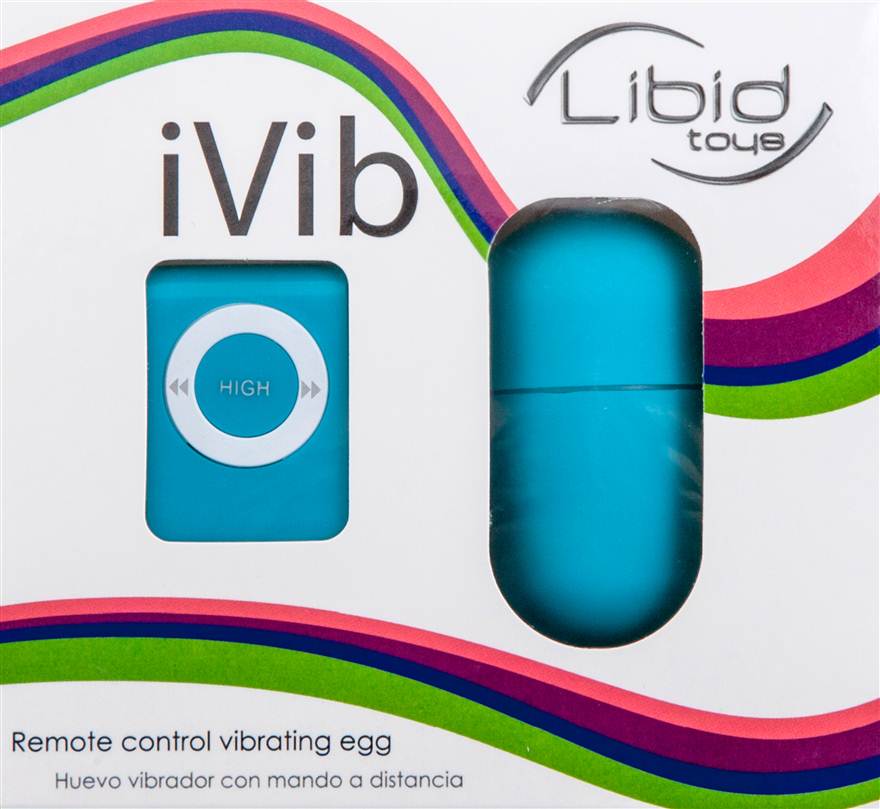 Libid
toys
iVib
HIGH
Remote control vibrating egg
Huevo vibrador con mando a distancia